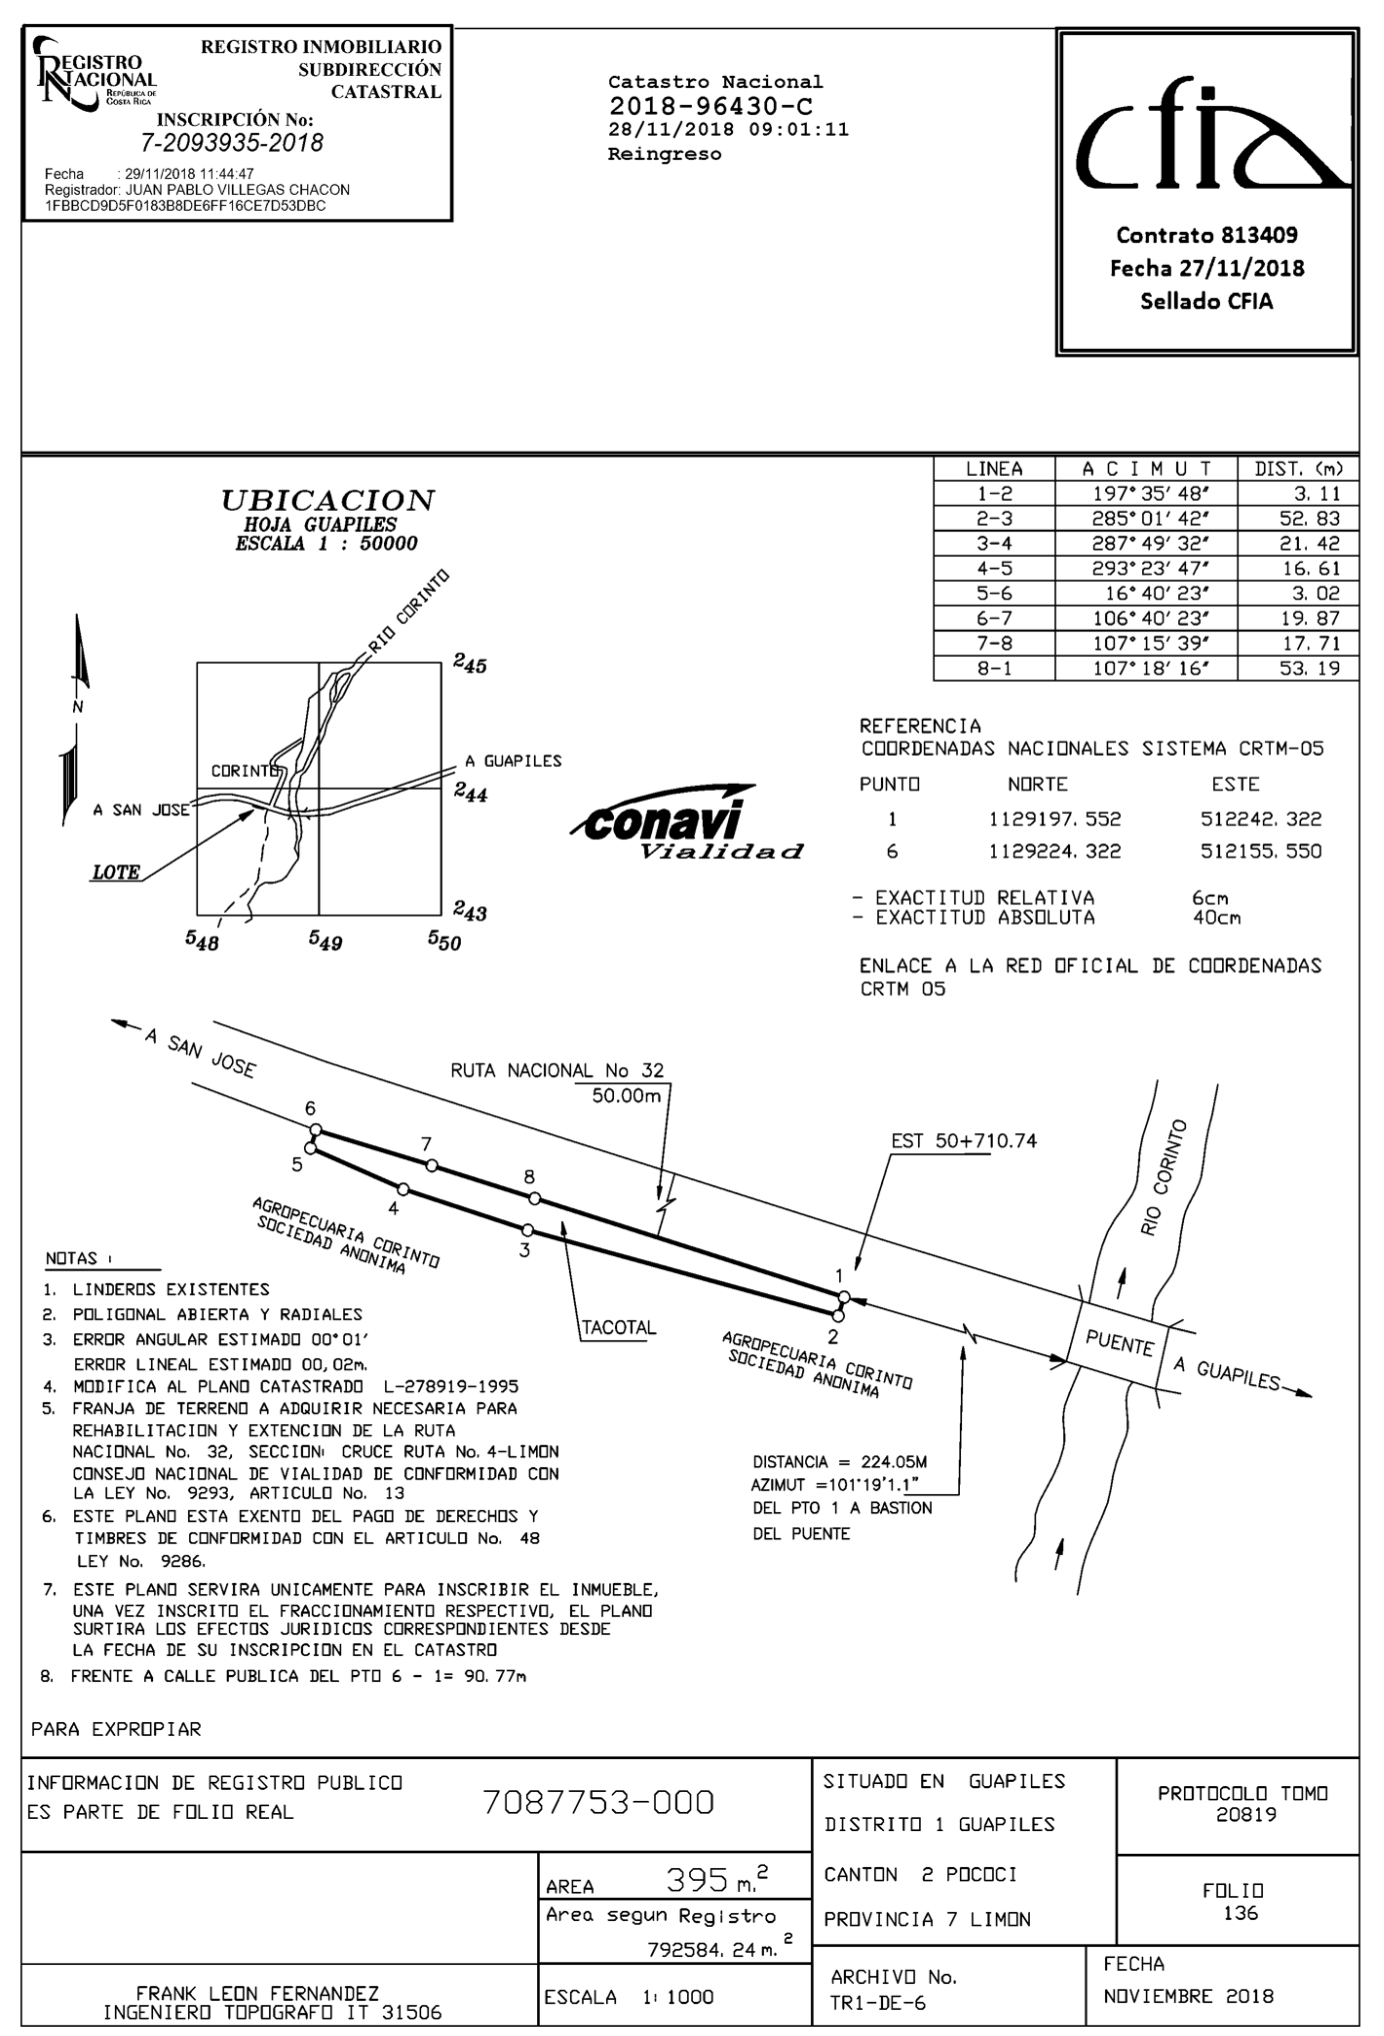 REGISTRO NACIONAL
REPÚBLICA DE
COSTA RICA
REGISTRO INMOBILIARIO
SUBDIRECCIÓN
CATASTRAL
INSCRIPCIÓN No:
7-2093935-2018
Fecha : 29/11/2018 11:44:47
Registrador: JUAN PABLO VILLEGAS CHACON
1FBBCD9D5F0183B8DE6FF16CE7D53DBC
Catastro Nacional
2018-96430-C
28/11/2018 09:01:11
Reingreso
cfia
Contrato 813409
Fecha 27/11/2018
Sellado CFIA
LINEA A C I M U T DIST. (m)
1-2 197°35'48" 3.11
2-3 285°01'42" 52.83
3-4 287°49'32" 21.42
4-5 293°23'47" 16.61
5-6 16°40'23" 3.02
6-7 106°40'23" 19.87
7-8 107°15'39" 17.71
8-1 107°18'16" 53.19
UBICACION
HOJA GUAPILES
ESCALA 1 : 50000
RIO CORINTO
N
245
A GUAPILES
CORINTO
244
A SAN JOSE
LOTE
243
548 549 550
conavi
Vialidad
REFERENCIA
COORDENADAS NACIONALES SISTEMA CRTM-05
PUNTO NORTE ESTE
1 1129197.552 512242.322
6 1129224.322 512155.550
- EXACTITUD RELATIVA 6cm
- EXACTITUD ABSOLUTA 40cm
ENLACE A LA RED OFICIAL DE COORDENADAS
CRTM 05
A SAN JOSE
RUTA NACIONAL No 32
50.00m
EST 50+710.74
RIO CORINTO
6
7
5
8
4
3
1
2
AGROPECUARIA CORINTO
SOCIEDAD ANONIMA
TACOTAL
AGROPECUARIA CORINTO
SOCIEDAD ANONIMA
PUENTE
A GUAPILES
DISTANCIA = 224.05M
AZIMUT =101°19'1.1"
DEL PTO 1 A BASTION
DEL PUENTE
NOTAS :
1. LINDEROS EXISTENTES
2. POLIGONAL ABIERTA Y RADIALES
3. ERROR ANGULAR ESTIMADO 00°01'
ERROR LINEAL ESTIMADO 00,02m.
4. MODIFICA AL PLANO CATASTRADO L-278919-1995
5. FRANJA DE TERRENO A ADQUIRIR NECESARIA PARA
REHABILITACION Y EXTENCION DE LA RUTA
NACIONAL No. 32, SECCION: CRUCE RUTA No. 4-LIMON
CONSEJO NACIONAL DE VIALIDAD DE CONFORMIDAD CON
LA LEY No. 9293, ARTICULO No. 13
6. ESTE PLANO ESTA EXENTO DEL PAGO DE DERECHOS Y
TIMBRES DE CONFORMIDAD CON EL ARTICULO No. 48
LEY No. 9286.
7. ESTE PLANO SERVIRA UNICAMENTE PARA INSCRIBIR EL INMUEBLE,
UNA VEZ INSCRITO EL FRACCIONAMIENTO RESPECTIVO, EL PLANO
SURTIRA LOS EFECTOS JURIDICOS CORRESPONDIENTES DESDE
LA FECHA DE SU INSCRIPCION EN EL CATASTRO
8. FRENTE A CALLE PUBLICA DEL PTO 6 - 1= 90.77m
PARA EXPROPIAR
INFORMACION DE REGISTRO PUBLICO
ES PARTE DE FOLIO REAL
7087753-000
AREA 395 m.2
Area segun Registro
792584.24 m.2
FRANK LEON FERNANDEZ
INGENIERO TOPOGRAFO IT 31506
ESCALA 1: 1000
SITUADO EN GUAPILES
DISTRITO 1 GUAPILES
CANTON 2 POCOCI
PROVINCIA 7 LIMON
PROTOCOLO TOMO
20819
FOLIO
136
ARCHIVO No.
TR1-DE-6
FECHA
NOVIEMBRE 2018